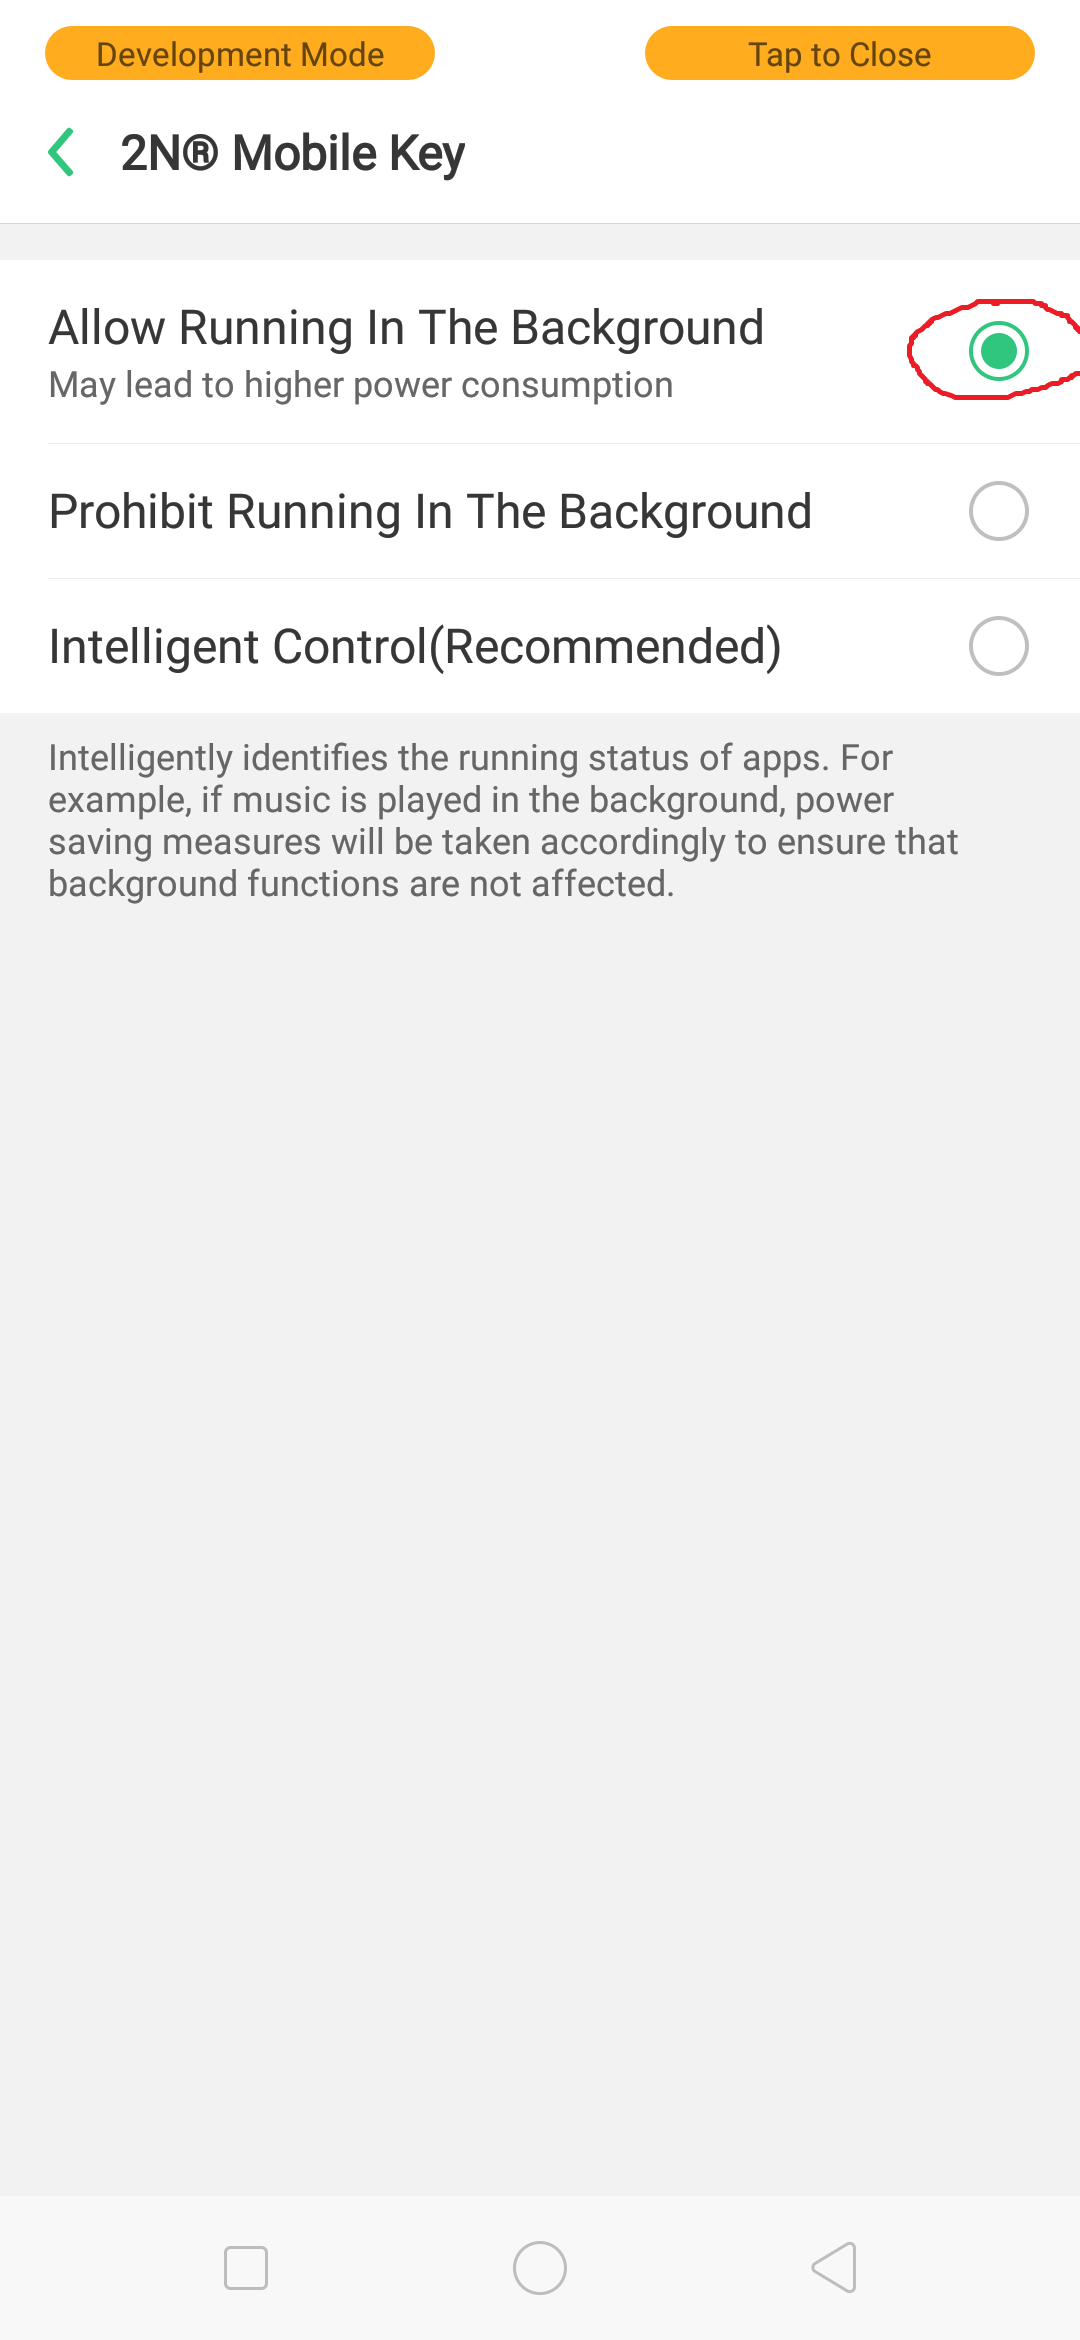 Development Mode
Tap to Close
2N® Mobile Key
Allow Running In The Background
May lead to higher power consumption
Prohibit Running In The Background
Intelligent Control(Recommended)
Intelligently identifies the running status of apps. For
example, if music is played in the background, power
saving measures will be taken accordingly to ensure that
background functions are not affected.